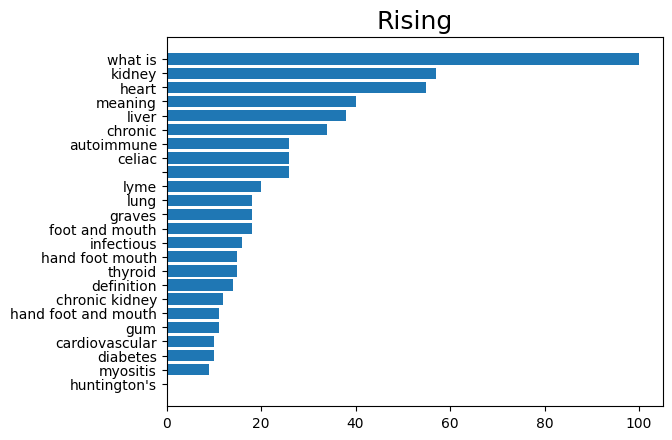 Rising
what is
kidney
heart
meaning
liver
chronic
autoimmune
celiac
lyme
lung
graves
foot and mouth
infectious
hand foot mouth
thyroid
definition
chronic kidney
hand foot and mouth
gum
cardiovascular
diabetes
myositis
huntington's
0 20 40 60 80 100